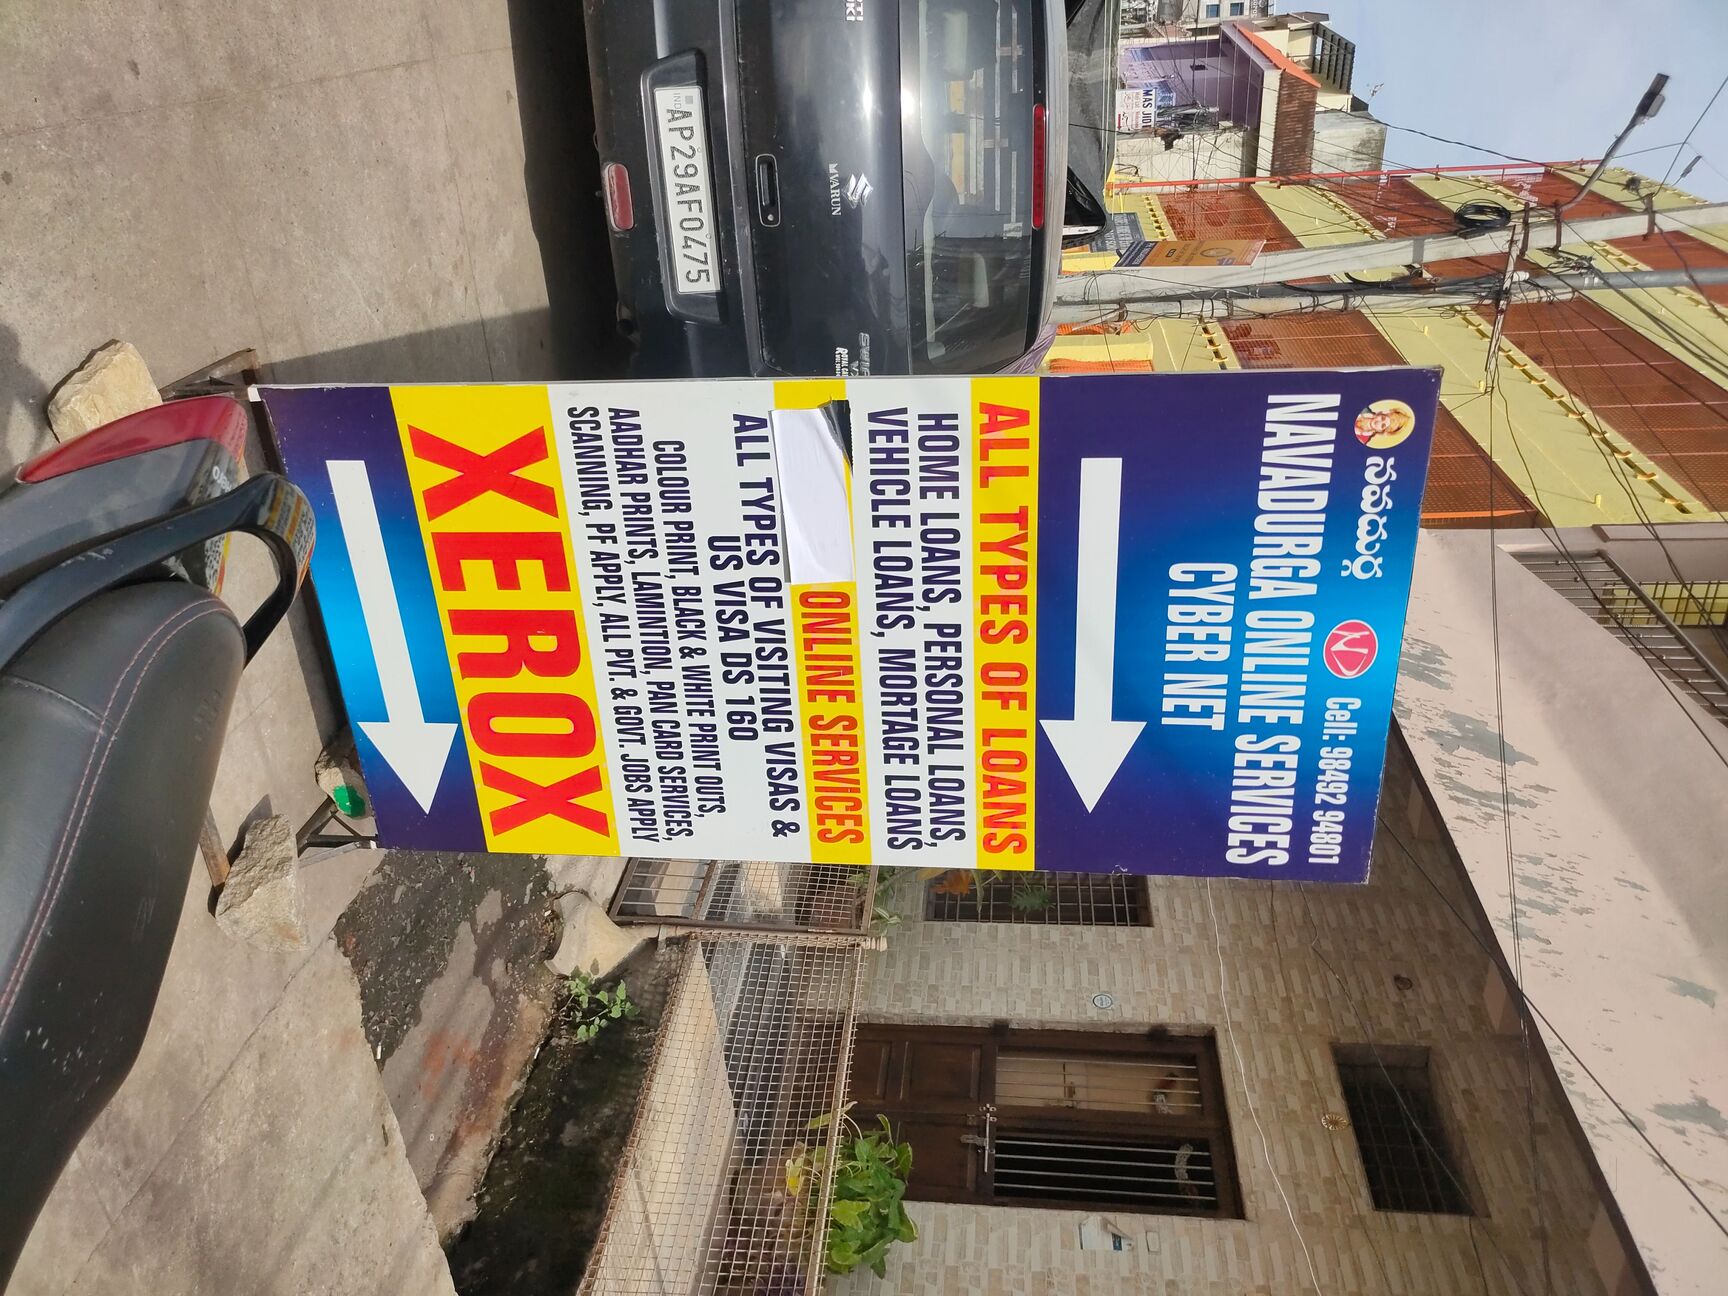 నవదుర్గ
Cell: 98492 94801
NAVADURGA ONLINE SERVICES
CYBER NET
ALL TYPES OF LOANS
HOME LOANS, PERSONAL LOANS,
VEHICLE LOANS, MORTAGE LOANS
ONLINE SERVICES
ALL TYPES OF VISITING VISAS &
US VISA DS 160
COLOUR PRINT, BLACK & WHITE PRINT OUTS,
AADHAR PRINTS, LAMINTION, PAN CARD SERVICES,
SCANNING, PF APPLY, ALL PVT. & GOVT. JOBS APPLY
XEROX
VARUN
IND
AP29AF0475